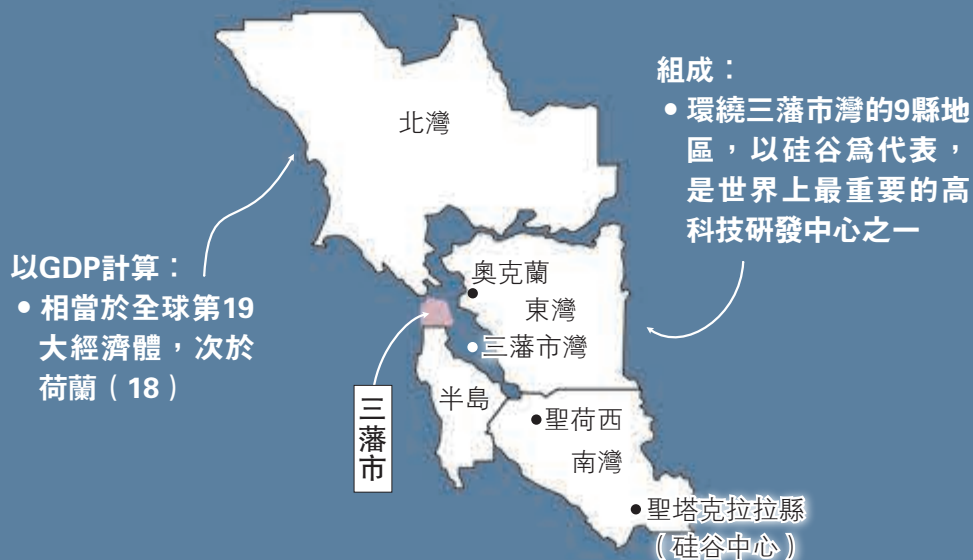 組成：
• 環繞三藩市灣的9縣地
區，以硅谷爲代表，
是世界上最重要的高
科技研發中心之一
北灣
以GDP計算：
• 相當於全球第19
大經濟體，次於
荷蘭（18）
奧克蘭
東灣
三藩市灣
三藩市
半島
聖荷西
南灣
聖塔克拉拉縣
（硅谷中心）